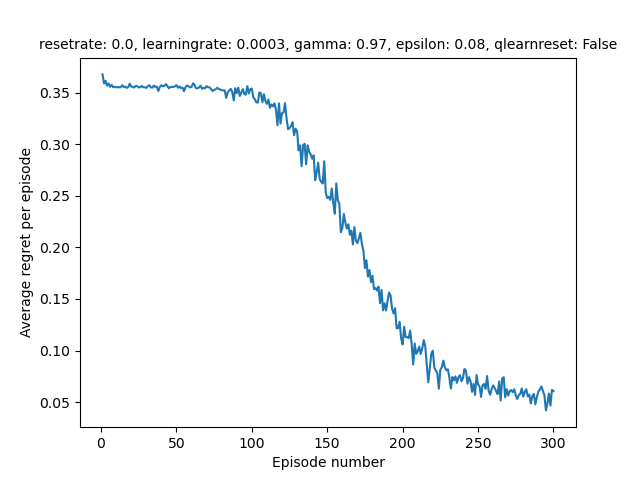 resetrate: 0.0, learningrate: 0.0003, gamma: 0.97, epsilon: 0.08, qlearnreset: False
Average regret per episode
0.35
0.30
0.25
0.20
0.15
0.10
0.05
0 50 100 150 200 250 300
Episode number